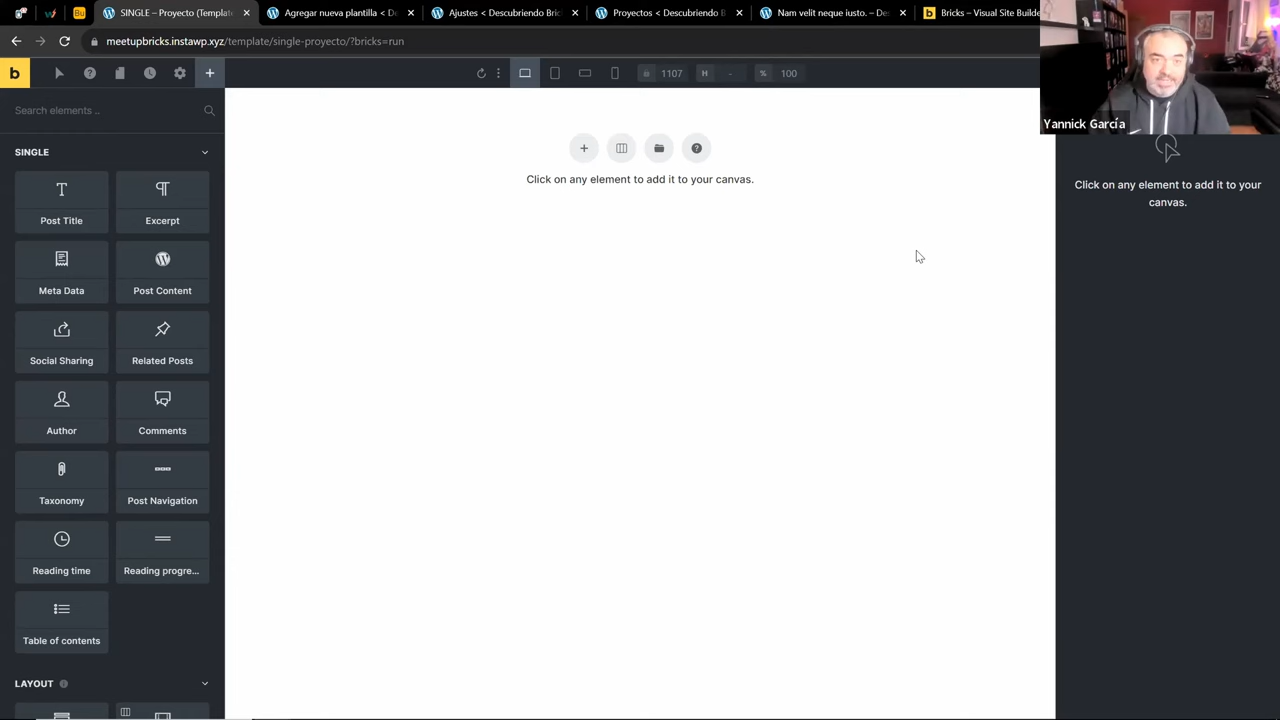 SINGLE – Proyecto (Template
Agregar nueva plantilla < D
Ajustes < Descubriendo Bric
Proyectos < Descubriendo B
Nam velit neque iusto. – De
Bricks – Visual Site Builde
meetupbricks.instawp.xyz/template/single-proyecto/?bricks=run
b
1107
H
-
%
100
Yannick García
Search elements ..
SINGLE
Post Title
Excerpt
Meta Data
Post Content
Social Sharing
Related Posts
Author
Comments
Taxonomy
Post Navigation
Reading time
Reading progre...
Table of contents
LAYOUT
Click on any element to add it to your canvas.
Click on any element to add it to your
canvas.